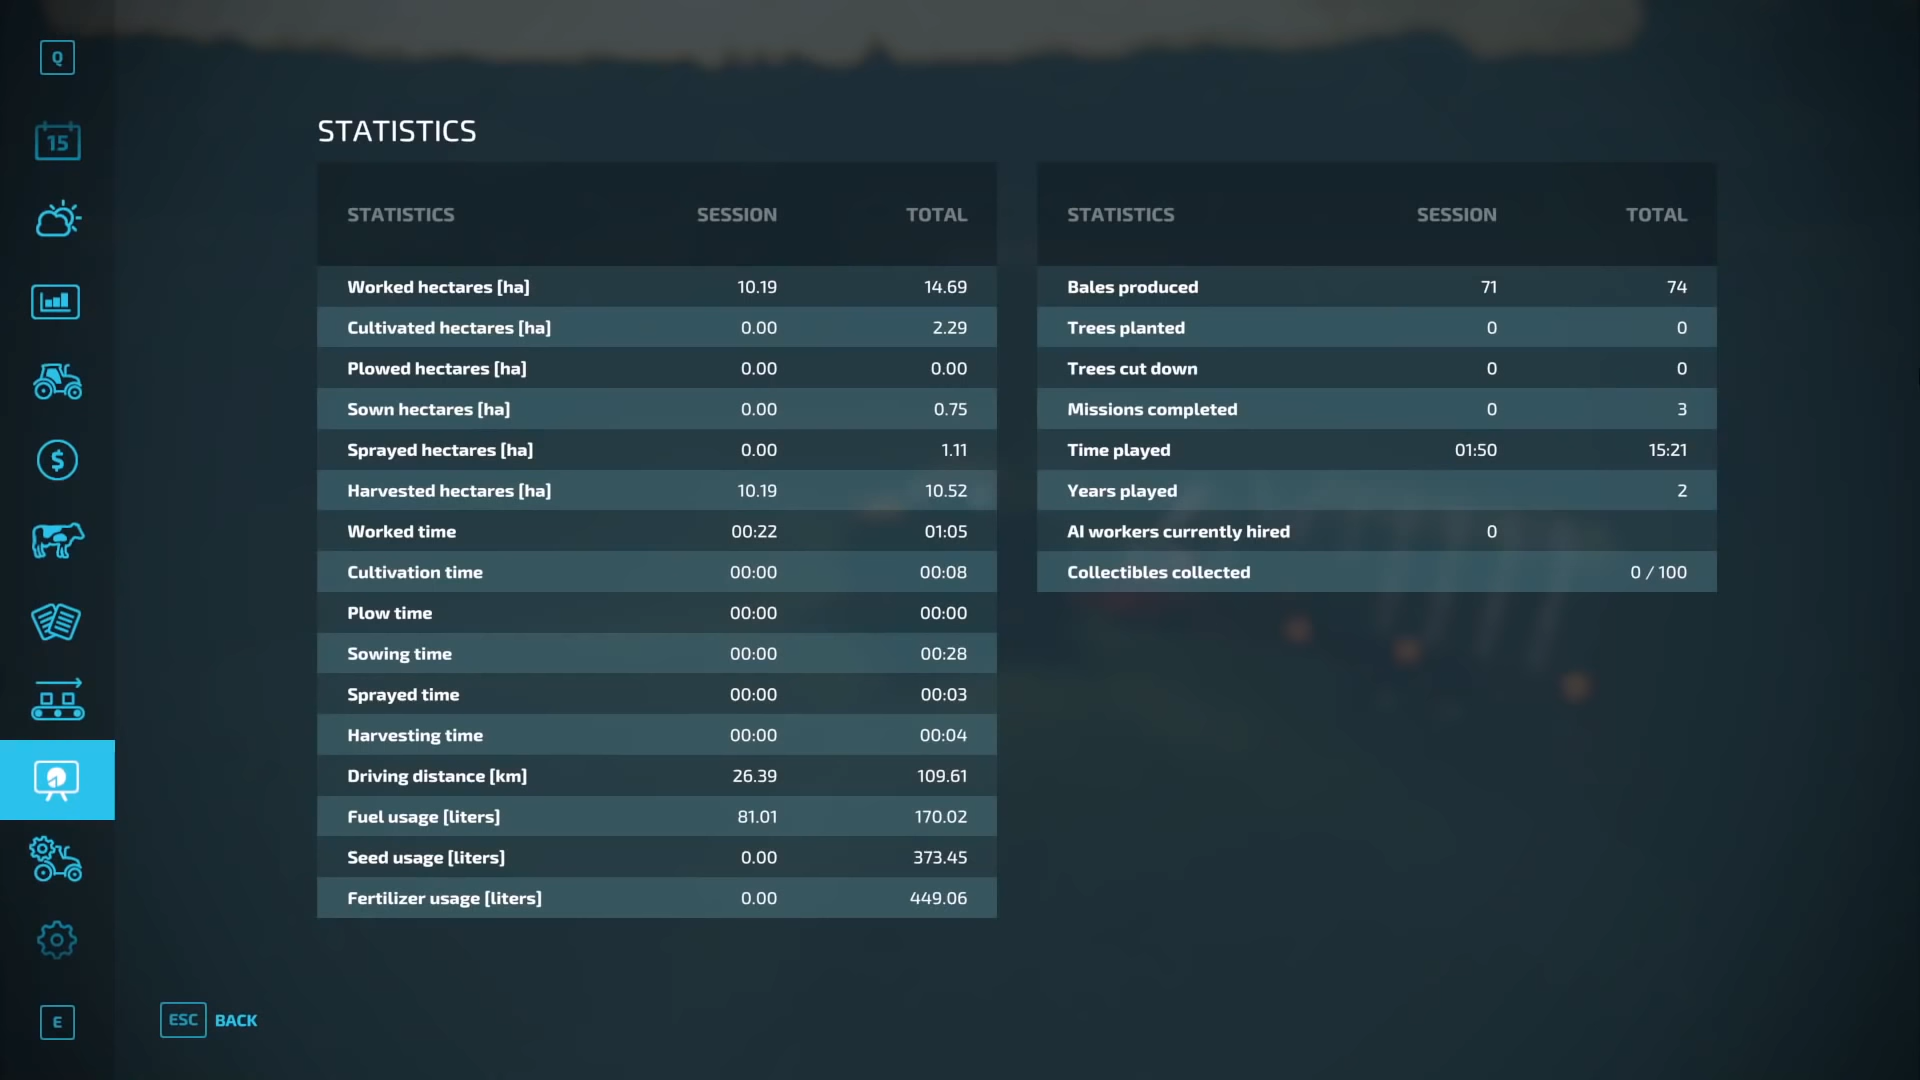 Q
15
STATISTICS
STATISTICS SESSION TOTAL
Worked hectares [ha] 10.19 14.69
Cultivated hectares [ha] 0.00 2.29
Plowed hectares [ha] 0.00 0.00
Sown hectares [ha] 0.00 0.75
Sprayed hectares [ha] 0.00 1.11
Harvested hectares [ha] 10.19 10.52
Worked time 00:22 01:05
Cultivation time 00:00 00:08
Plow time 00:00 00:00
Sowing time 00:00 00:28
Sprayed time 00:00 00:03
Harvesting time 00:00 00:04
Driving distance [km] 26.39 109.61
Fuel usage [liters] 81.01 170.02
Seed usage [liters] 0.00 373.45
Fertilizer usage [liters] 0.00 449.06
STATISTICS SESSION TOTAL
Bales produced 71 74
Trees planted 0 0
Trees cut down 0 0
Missions completed 0 3
Time played 01:50 15:21
Years played 2
AI workers currently hired 0
Collectibles collected 0 / 100
$
E
ESC BACK